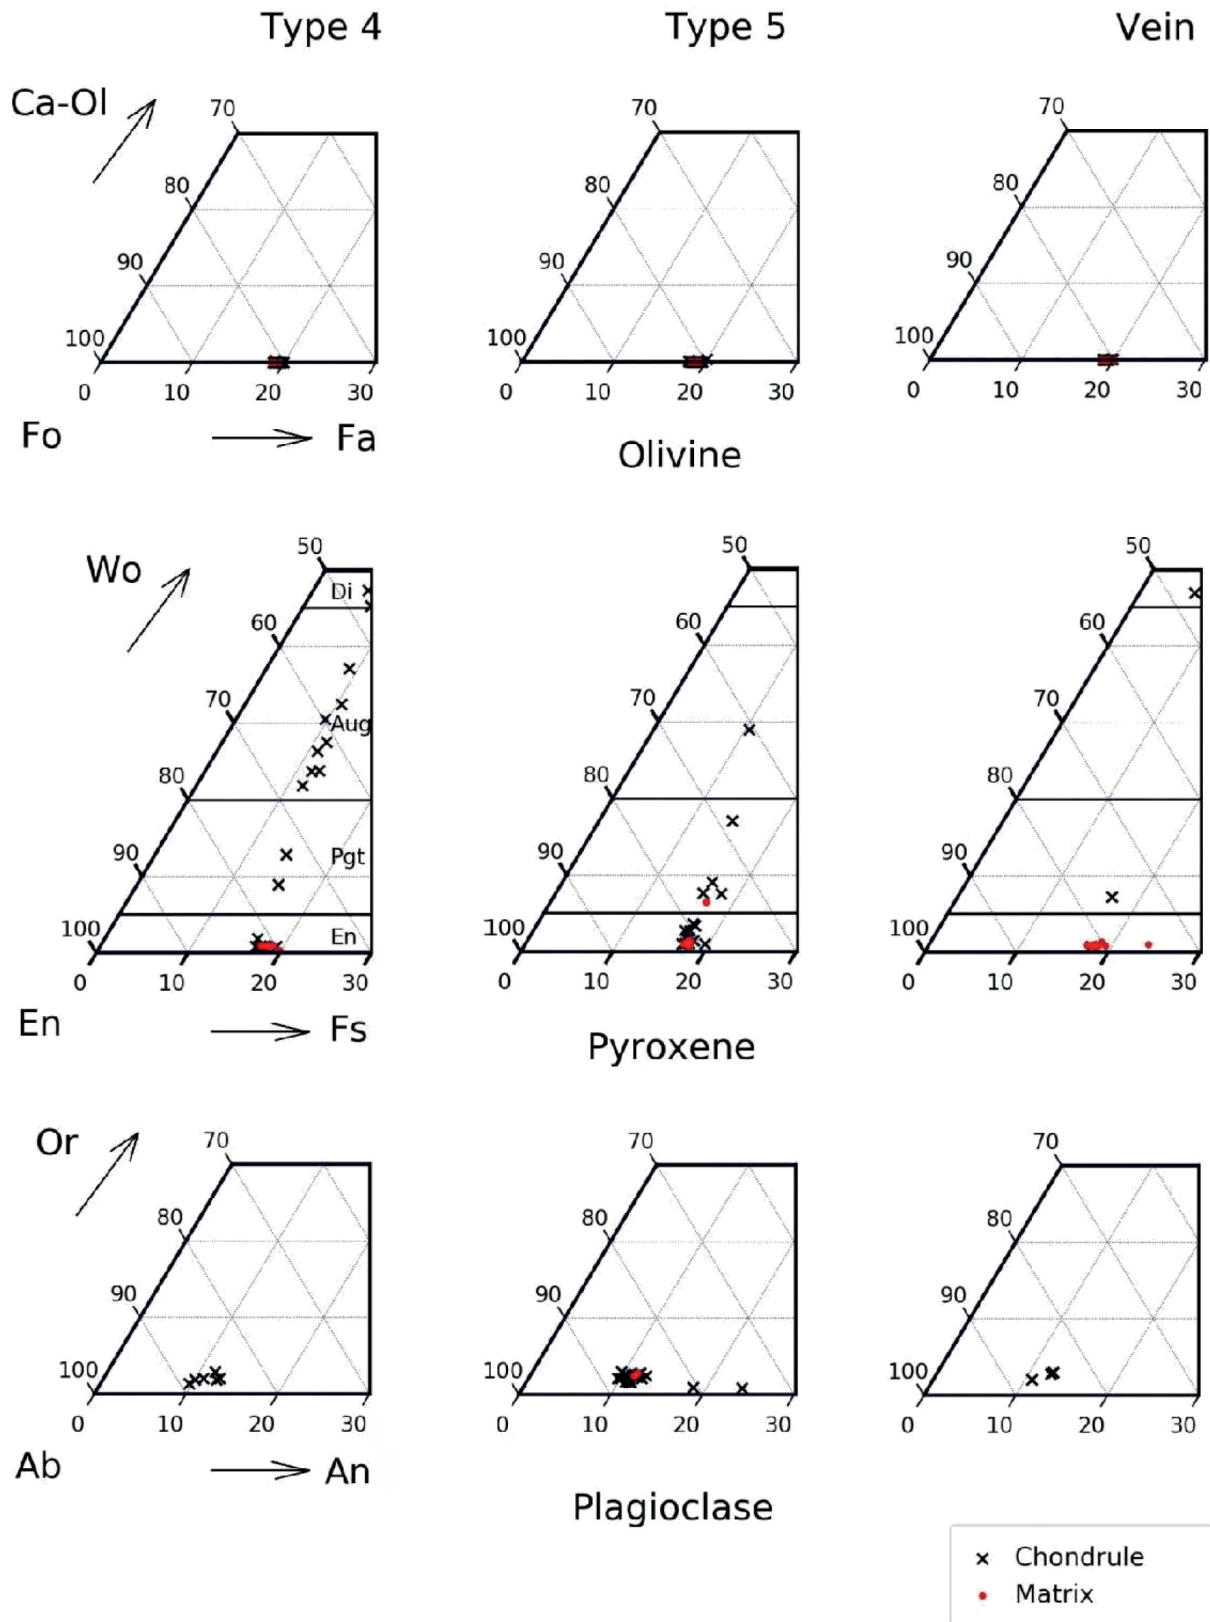 Type 4 Type 5 Vein
Ca-Ol
70 70 70
80 80 80
90 90 90
100 100 100
0 10 20 30 0 10 20 30 0 10 20 30
Fo Fa
Olivine
Wo
50 50 50
Di
60 60 60
70 70 70
Aug
80 80 80
90 90 90
Pgt
100 100 100
En
0 10 20 30 0 10 20 30 0 10 20 30
En Fs
Pyroxene
Or
70 70 70
80 80 80
90 90 90
100 100 100
0 10 20 30 0 10 20 30 0 10 20 30
Ab An
Plagioclase
Chondrule
Matrix